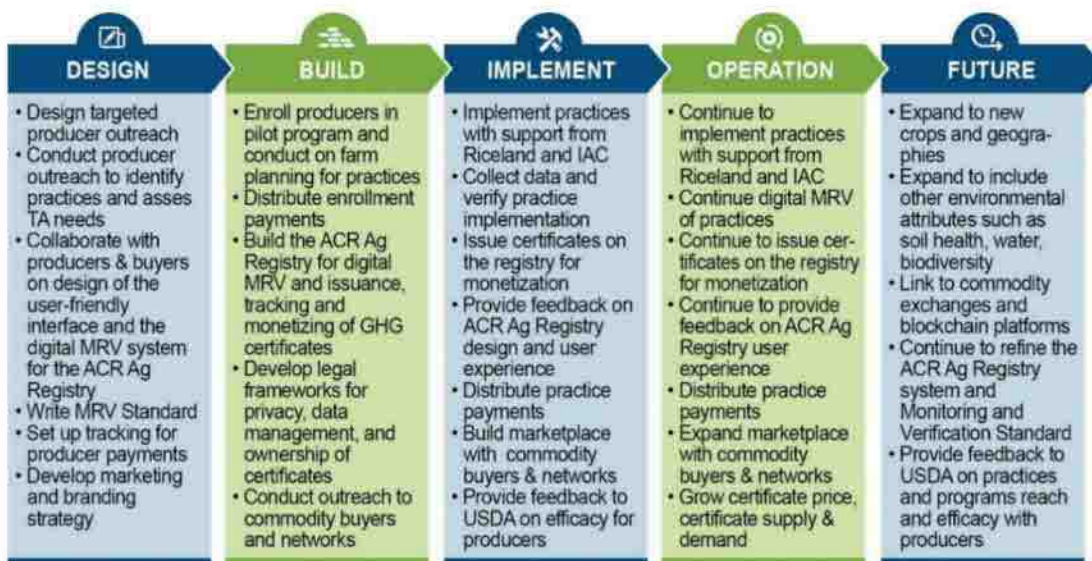 DESIGN
• Design targeted
producer outreach
• Conduct producer
outreach to identify
practices and asses
TA needs
• Collaborate with
producers & buyers
on design of the
user-friendly
interface and the
digital MRV system
for the ACR Ag
Registry
• Write MRV Standard
• Set up tracking for
producer payments
• Develop marketing
and branding
strategy
BUILD
• Enroll producers in
pilot program and
conduct on farm
planning for practices
• Distribute enrollment
payments
• Build the ACR Ag
Registry for digital
MRV and issuance,
tracking and
monetizing of GHG
certificates
• Develop legal
frameworks for
privacy, data
management, and
ownership of
certificates
• Conduct outreach to
commodity buyers
and networks
IMPLEMENT
• Implement practices
with support from
Riceland and IAC
• Collect data and
verify practice
implementation
• Issue certificates on
the registry for
monetization
• Provide feedback on
ACR Ag Registry
design and user
experience
• Distribute practice
payments
• Build marketplace
with commodity
buyers & networks
• Provide feedback to
USDA on efficacy for
producers
OPERATION
• Continue to
implement practices
with support from
Riceland and IAC
• Continue digital MRV
of practices
• Continue to issue cer-
tificates on the registry
for monetization
• Continue to provide
feedback on ACR Ag
Registry user
experience
• Distribute practice
payments
• Expand marketplace
with commodity
buyers & networks
• Grow certificate price,
certificate supply &
demand
FUTURE
• Expand to new
crops and geogra-
phies
• Expand to include
other environmental
attributes such as
soil health, water,
biodiversity
• Link to commodity
exchanges and
blockchain platforms
• Continue to refine the
ACR Ag Registry
system and
Monitoring and
Verification Standard
• Provide feedback to
USDA on practices
and programs reach
and efficacy with
producers